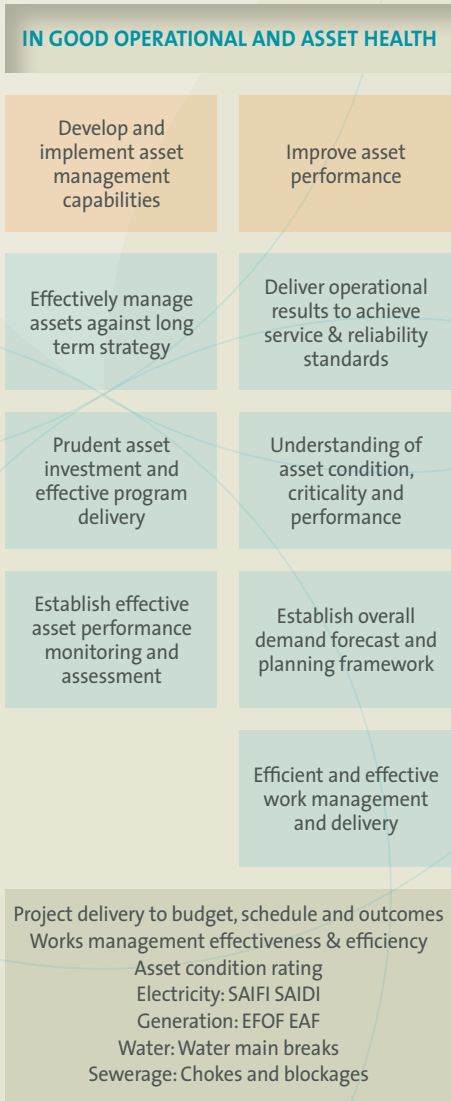 IN GOOD OPERATIONAL AND ASSET HEALTH
Develop and
implement asset
management
capabilities
Improve asset
performance
Effectively manage
assets against long
term strategy
Deliver operational
results to achieve
service & reliability
standards
Prudent asset
investment and
effective program
delivery
Understanding of
asset condition,
criticality and
performance
Establish effective
asset performance
monitoring and
assessment
Establish overall
demand forecast and
planning framework
Efficient and effective
work management
and delivery
Project delivery to budget, schedule and outcomes
Works management effectiveness & efficiency
Asset condition rating
Electricity: SAIFI SAIDI
Generation: EFOF EAF
Water: Water main breaks
Sewerage: Chokes and blockages